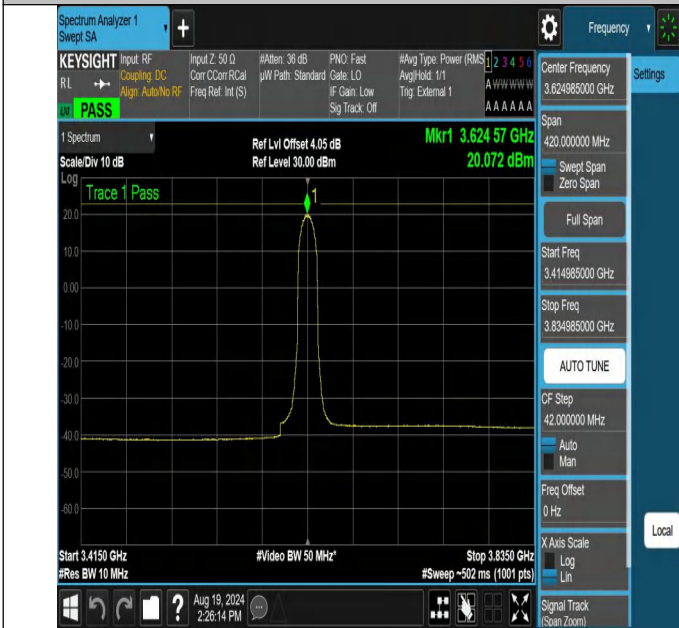 Spectrum Analyzer 1
Swept SA
+
Frequency
KEYSIGHT
RL
PASS
Input: RF
Coupling: DC
Align: Auto/No RF
Input Z: 50 Ω
Corr CCorr RCal
Freq Ref: Int (S)
#Atten: 36 dB
µW Path: Standard
PNO: Fast
Gate: LO
IF Gain: Low
Sig Track: Off
#Avg Type: Power (RMS
Avg|Hold: 1/1
Trig: External 1
1 2 3 4 5 6
A W W W W W
A A A A A A
1 Spectrum
Scale/Div 10 dB
Ref Lvl Offset 4.05 dB
Ref Level 30.00 dBm
Mkr1 3.624 57 GHz
20.072 dBm
Log
Trace 1 Pass
1
20.0
10.0
0.00
-10.0
-20.0
-30.0
-40.0
-50.0
-60.0
Start 3.4150 GHz
#Res BW 10 MHz
#Video BW 50 MHz*
Stop 3.8350 GHz
#Sweep ~502 ms (1001 pts)
?
Aug 19, 2024
2:26:14 PM
Center Frequency
3.624985000 GHz
Span
420.000000 MHz
Swept Span
Zero Span
Full Span
Start Freq
3.414985000 GHz
Stop Freq
3.834985000 GHz
AUTO TUNE
CF Step
42.000000 MHz
Auto
Man
Freq Offset
0 Hz
X Axis Scale
Log
Lin
Signal Track
(Span Zoom)
Settings
Local